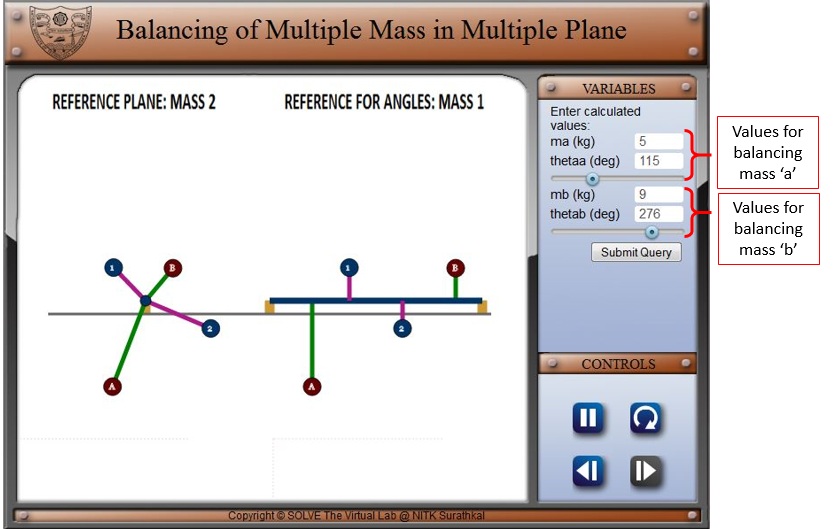 Balancing of Multiple Mass in Multiple Plane
REFERENCE PLANE: MASS 2
REFERENCE FOR ANGLES: MASS 1
1
B
2
A
1
B
2
A
VARIABLES
Enter calculated
values:
ma (kg) 5
thetaa (deg) 115
mb (kg) 9
thetab (deg) 276
Submit Query
CONTROLS
Values for
balancing
mass ‘a’
Values for
balancing
mass ‘b’
Copyright © SOLVE The Virtual Lab @ NITK Surathkal